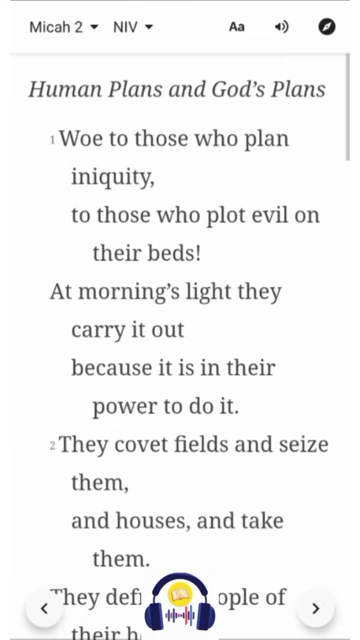 Micah 2 NIV Aa
Human Plans and God's Plans
1 Woe to those who plan
iniquity,
to those who plot evil on
their beds!
At morning's light they
carry it out
because it is in their
power to do it.
2 They covet fields and seize
them,
and houses, and take
them.
They of
their